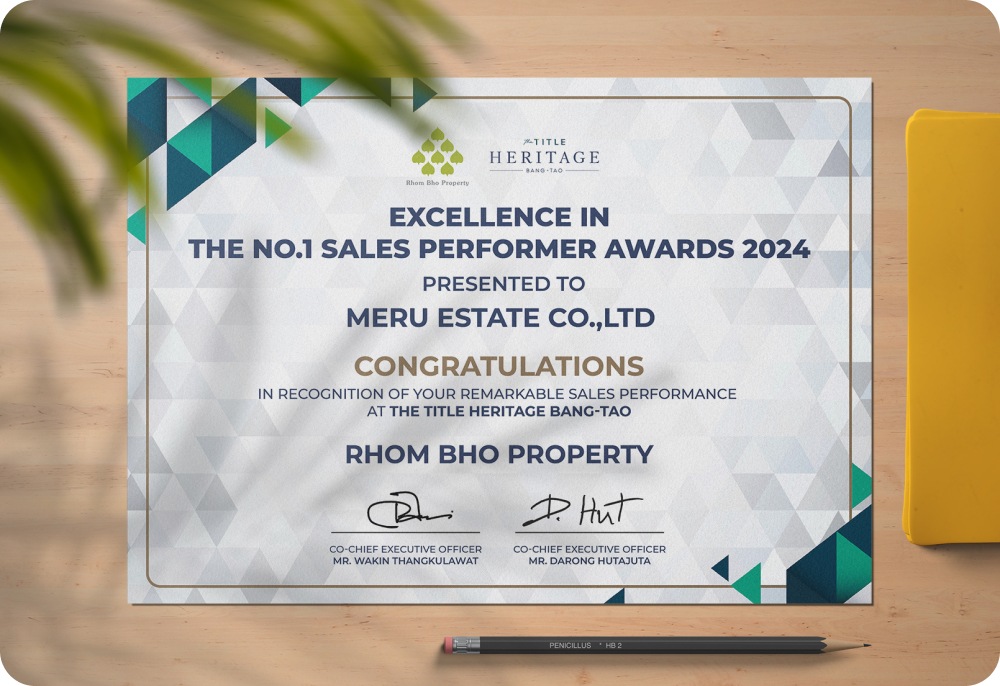 The TITLE
HERITAGE
BANG-TAO
Rhom Bho Property
EXCELLENCE IN
THE NO.1 SALES PERFORMER AWARDS 2024
PRESENTED TO
MERU ESTATE CO.,LTD
CONGRATULATIONS
IN RECOGNITION OF YOUR REMARKABLE SALES PERFORMANCE
AT THE TITLE HERITAGE BANG-TAO
RHOM BHO PROPERTY
D. Hut
CO-CHIEF EXECUTIVE OFFICER
MR. WAKIN THANGKULAWAT
CO-CHIEF EXECUTIVE OFFICER
MR. DARONG HUTAJUTA
PENICILLUS * HB 2